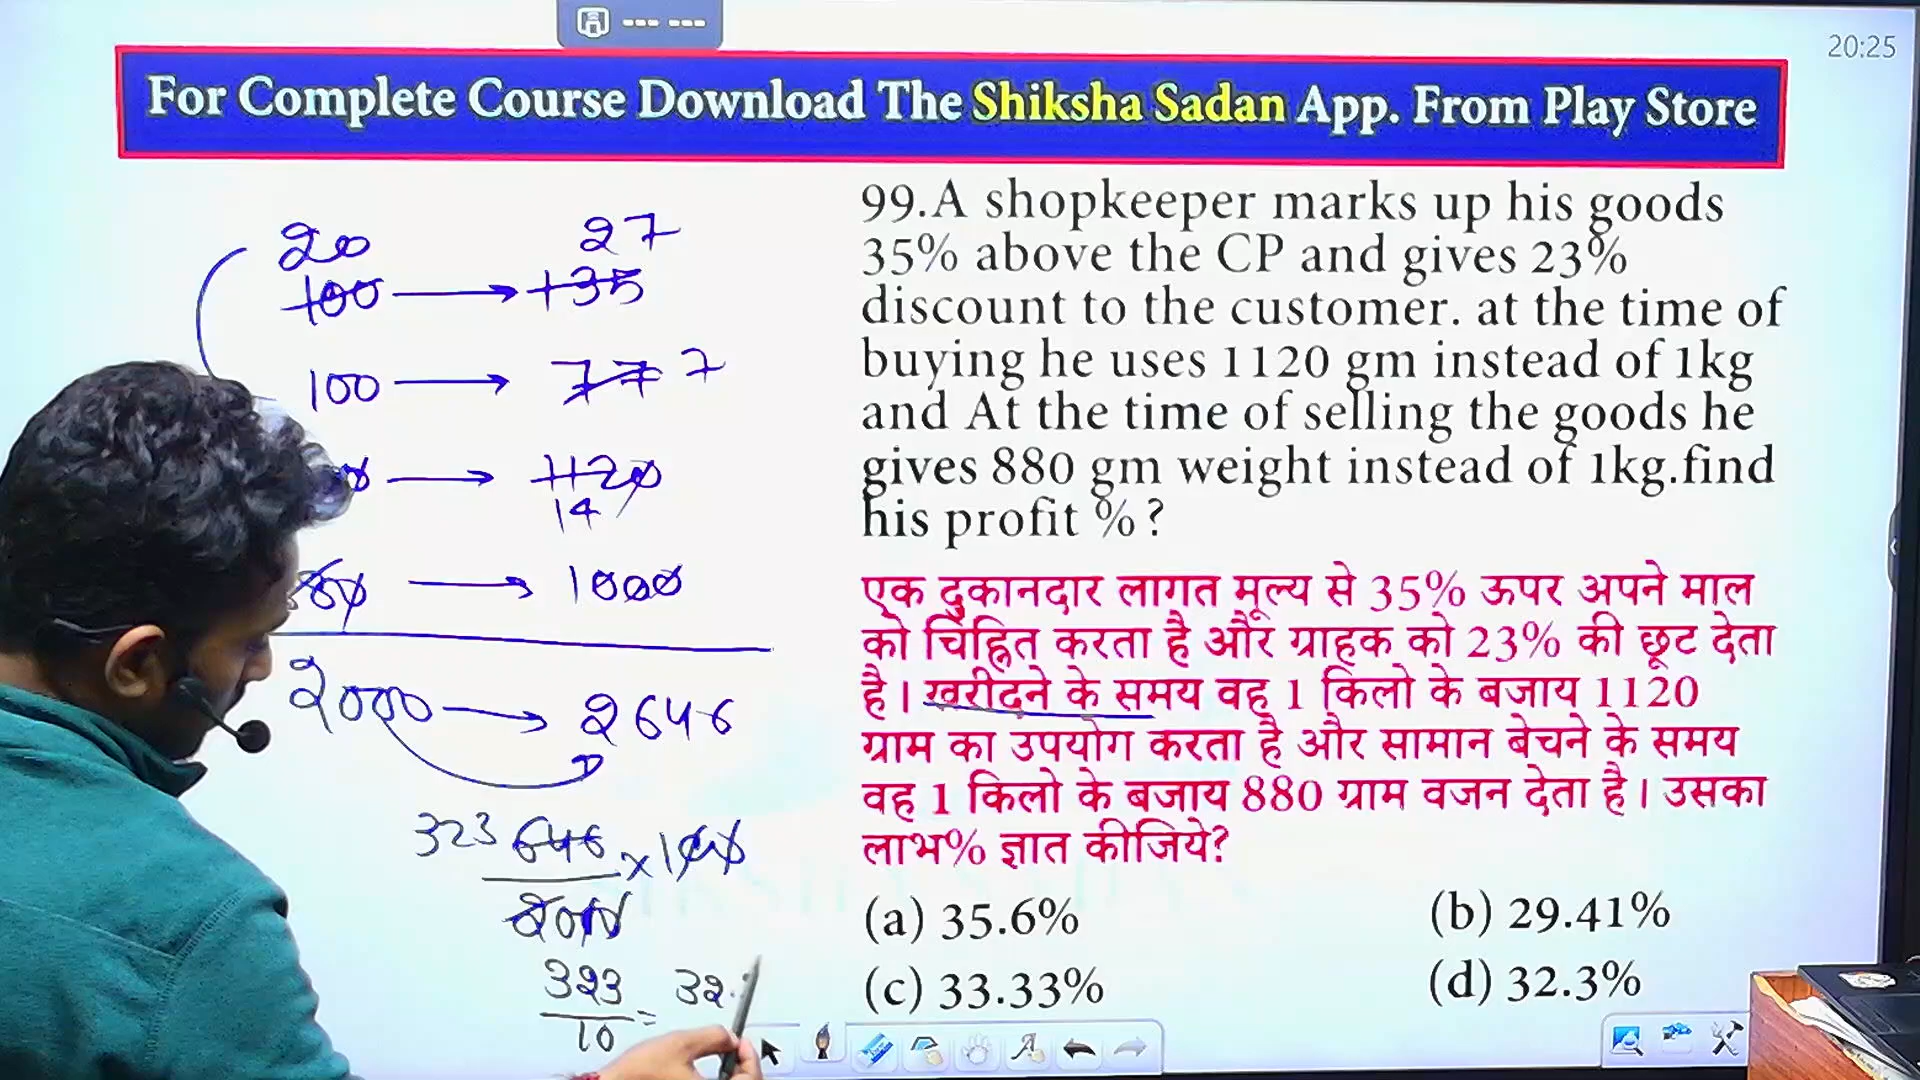 20:25
For Complete Course Download The Shiksha Sadan App. From Play Store
20 27
100 → 135
100 → 77 7
→ 1120
14
→ 1000
2000 → 2646
323 646 × 100
2000
323 = 32
10
99.A shopkeeper marks up his goods
35% above the CP and gives 23%
discount to the customer. at the time of
buying he uses 1120 gm instead of 1kg
and At the time of selling the goods he
gives 880 gm weight instead of 1kg.find
his profit %?
एक दुकानदार लागत मूल्य से 35% ऊपर अपने माल
को चिह्नित करता है और ग्राहक को 23% की छूट देता
है। खरीदने के समय वह 1 किलो के बजाय 1120
ग्राम का उपयोग करता है और सामान बेचने के समय
वह 1 किलो के बजाय 880 ग्राम वजन देता है। उसका
लाभ% ज्ञात कीजिये?
(a) 35.6% (b) 29.41%
(c) 33.33% (d) 32.3%